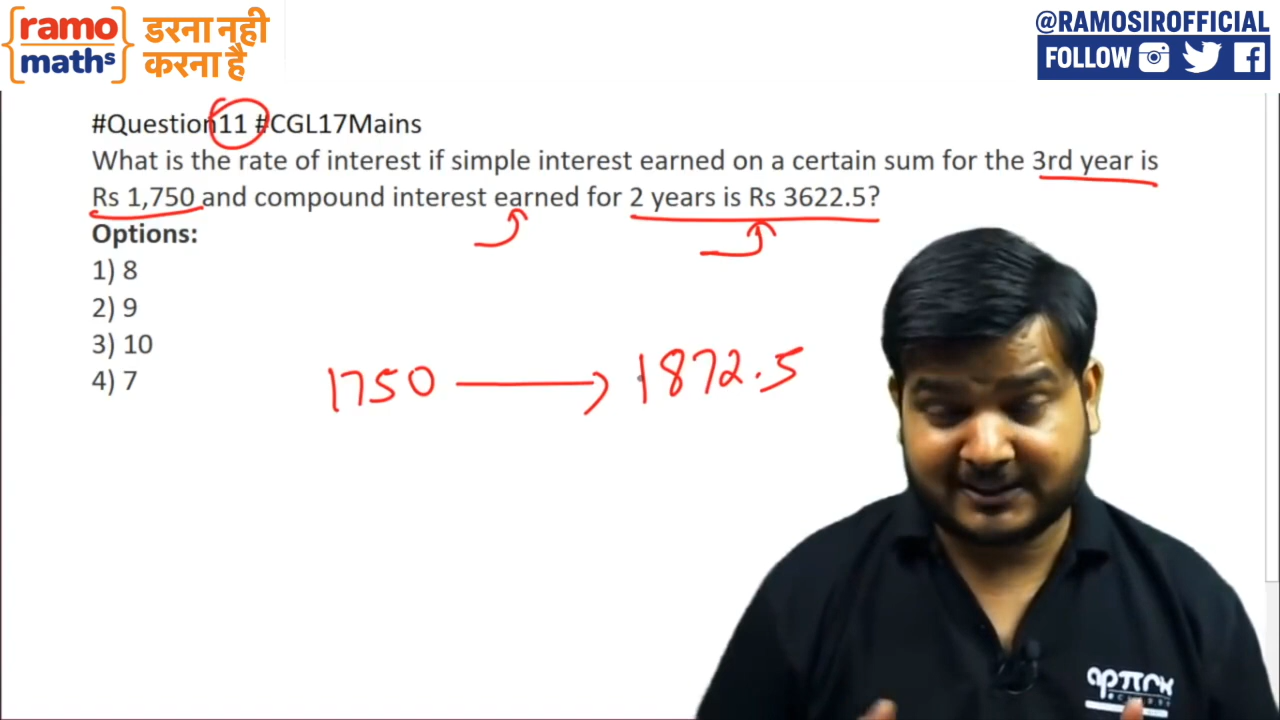 ramo
maths
डरना नही
करना है
@RAMOSIROFFICIAL
FOLLOW
#Question11 #CGL17Mains
What is the rate of interest if simple interest earned on a certain sum for the 3rd year is
Rs 1,750 and compound interest earned for 2 years is Rs 3622.5?
Options:
1) 8
2) 9
3) 10
4) 7
1750 → 1872.5